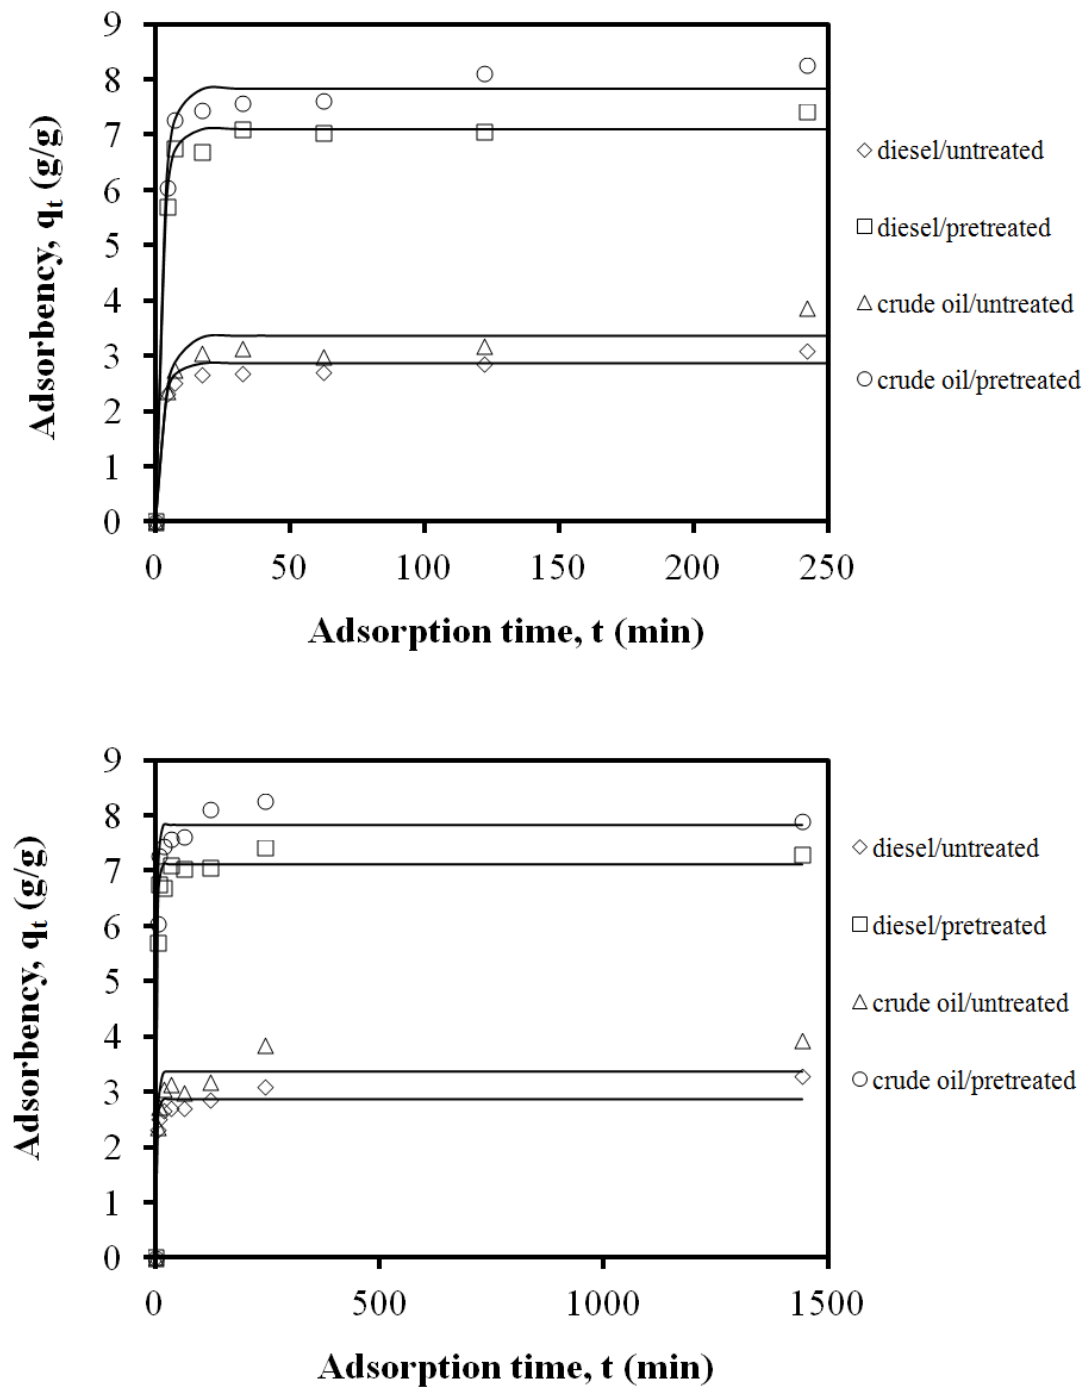 9
8
7
6
5
4
3
2
1
0
Adsorbency, qt (g/g)
0 50 100 150 200 250
Adsorption time, t (min)
diesel/untreated
diesel/pretreated
crude oil/untreated
crude oil/pretreated
9
8
7
6
5
4
3
2
1
0
Adsorbency, qt (g/g)
0 500 1000 1500
Adsorption time, t (min)
diesel/untreated
diesel/pretreated
crude oil/untreated
crude oil/pretreated